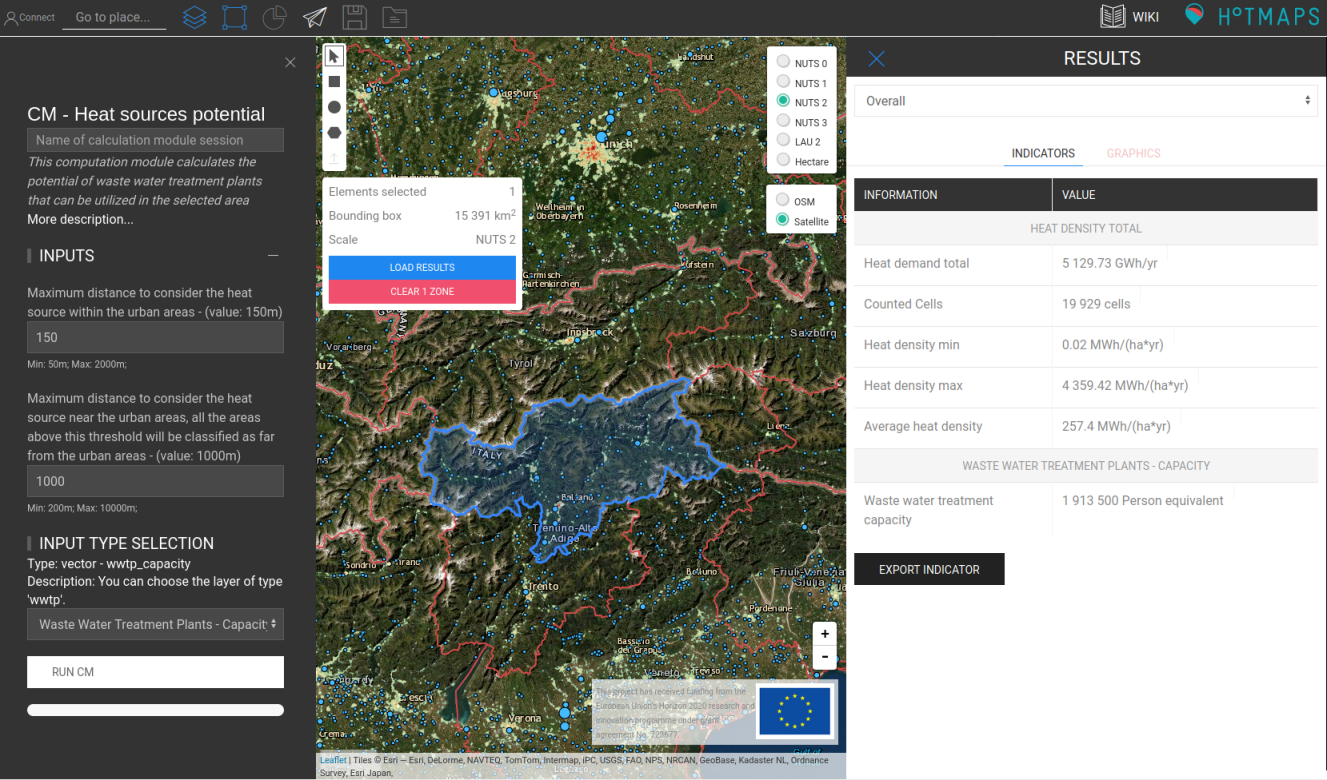 Connect
Go to place...
WIKI
HOTMAPS
CM - Heat sources potential
Name of calculation module session
This computation module calculates the
potential of waste water treatment plants
that can be utilized in the selected area
More description...
INPUTS
Maximum distance to consider the heat
source within the urban areas - (value: 150m)
150
Min: 50m; Max: 2000m;
Maximum distance to consider the heat
source near the urban areas, all the areas
above this threshold will be classified as far
from the urban areas - (value: 1000m)
1000
Min: 200m; Max: 10000m;
INPUT TYPE SELECTION
Type: vector - wwtp_capacity
Description: You can choose the layer of type
'wwtp'.
Waste Water Treatment Plants - Capacit
RUN CM
Elements selected 1
Bounding box 15 391 km²
Scale NUTS 2
LOAD RESULTS
CLEAR 1 ZONE
NUTS 0
NUTS 1
NUTS 2
NUTS 3
LAU 2
Hectare
OSM
Satellite
Weilheim in
Oberbayern
Rosenheim
Garmisch-
Partenkirchen
Innsbruck
Salzburg
Vorarlberg
Tyrol
Lienz
ITALY
Bolzano
Trentino-Alto
Adige
Sondrio
Trento
Belluno
Friuli-Venezia
Giulia
Pordenone
Bassano
del Grappa
Veneto
Treviso
Verona
+
-
This project has received funding from the
European Union's Horizon 2020 research and
innovation programme under grant
agreement No. 723677.
Gulf of
Leaflet | Tiles © Esri — Esri, DeLorme, NAVTEQ, TomTom, Intermap, iPC, USGS, FAO, NPS, NRCAN, GeoBase, Kadaster NL, Ordnance
Survey, Esri Japan,
RESULTS
Overall
INDICATORS GRAPHICS
INFORMATION VALUE
HEAT DENSITY TOTAL
Heat demand total 5 129.73 GWh/yr
Counted Cells 19 929 cells
Heat density min 0.02 MWh/(ha*yr)
Heat density max 4 359.42 MWh/(ha*yr)
Average heat density 257.4 MWh/(ha*yr)
WASTE WATER TREATMENT PLANTS - CAPACITY
Waste water treatment
capacity 1 913 500 Person equivalent
EXPORT INDICATOR